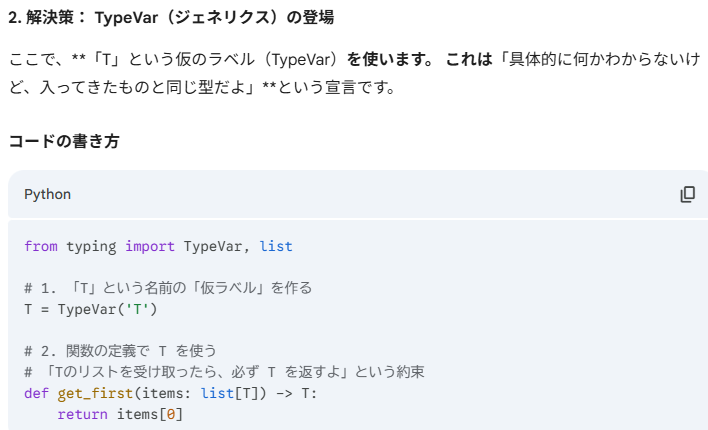 2. 解決策： TypeVar（ジェネリクス）の登場
ここで、**「T」という仮のラベル（TypeVar）を使います。 これは「具体的に何かわからないけ
ど、入ってきたものと同じ型だよ」**という宣言です。
コードの書き方
Python
from typing import TypeVar, list
# 1. 「T」という名前の「仮ラベル」を作る
T = TypeVar('T')
# 2. 関数の定義で T を使う
# 「Tのリストを受け取ったら、必ず T を返すよ」という約束
def get_first(items: list[T]) -> T:
    return items[0]